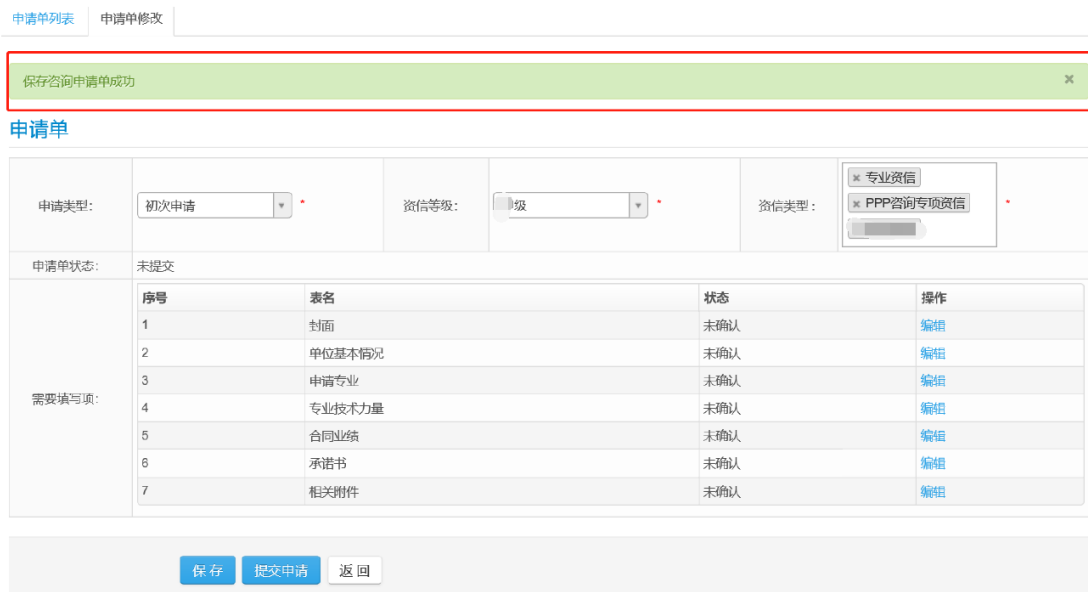 申请单列表 申请单修改
保存咨询申请单成功 ×
申请单
申请类型: 初次申请 * 资信等级: 级 * 资信类型: × 专业资信
× PPP咨询专项资信 *
申请单状态: 未提交
需要填写项:
序号 表名 状态 操作
1 封面 未确认 编辑
2 单位基本情况 未确认 编辑
3 申请专业 未确认 编辑
4 专业技术力量 未确认 编辑
5 合同业绩 未确认 编辑
6 承诺书 未确认 编辑
7 相关附件 未确认 编辑
保存 提交申请 返回